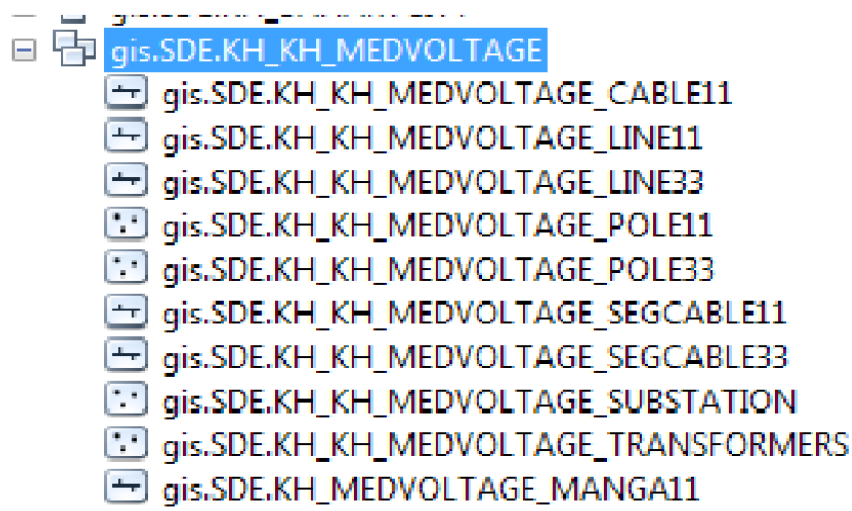 gis.SDE.KH_KH_MEDVOLTAGE
gis.SDE.KH_KH_MEDVOLTAGE_CABLE11
gis.SDE.KH_KH_MEDVOLTAGE_LINE11
gis.SDE.KH_KH_MEDVOLTAGE_LINE33
gis.SDE.KH_KH_MEDVOLTAGE_POLE11
gis.SDE.KH_KH_MEDVOLTAGE_POLE33
gis.SDE.KH_KH_MEDVOLTAGE_SEGCABLE11
gis.SDE.KH_KH_MEDVOLTAGE_SEGCABLE33
gis.SDE.KH_KH_MEDVOLTAGE_SUBSTATION
gis.SDE.KH_KH_MEDVOLTAGE_TRANSFORMERS
gis.SDE.KH_MEDVOLTAGE_MANGA11